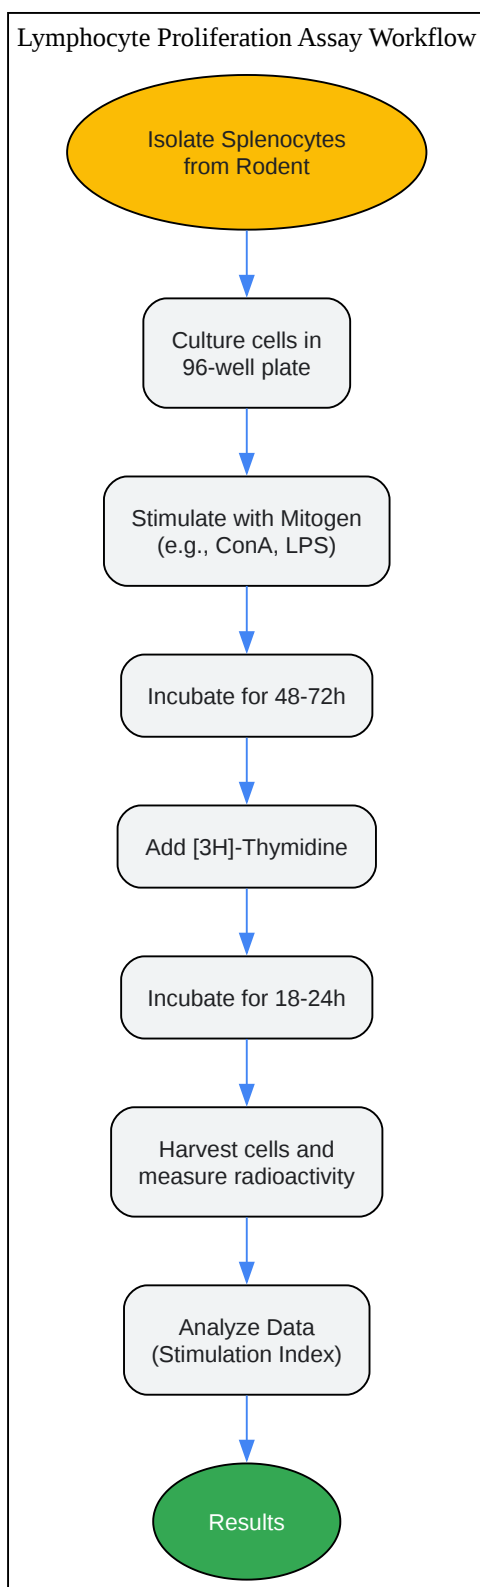 Lymphocyte Proliferation Assay Workflow
Isolate Splenocytes
from Rodent
Culture cells in
96-well plate
Stimulate with Mitogen
(e.g., ConA, LPS)
Incubate for 48-72h
Add [3H]-Thymidine
Incubate for 18-24h
Harvest cells and
measure radioactivity
Analyze Data
(Stimulation Index)
Results